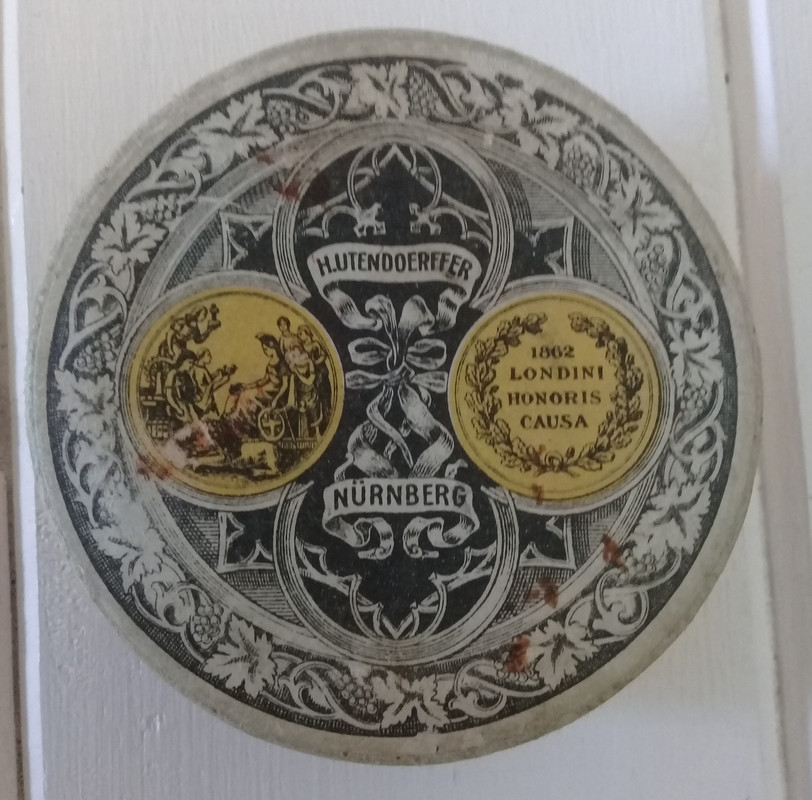 H.UTENDOERFFER
1862
LONDINI
HONORIS
CAUSA
NÜRNBERG